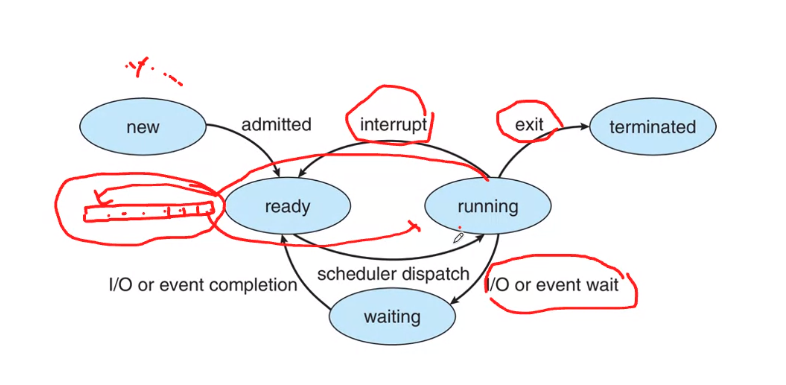 new
admitted
interrupt
exit
terminated
ready
running
scheduler dispatch
I/O or event completion
I/O or event wait
waiting